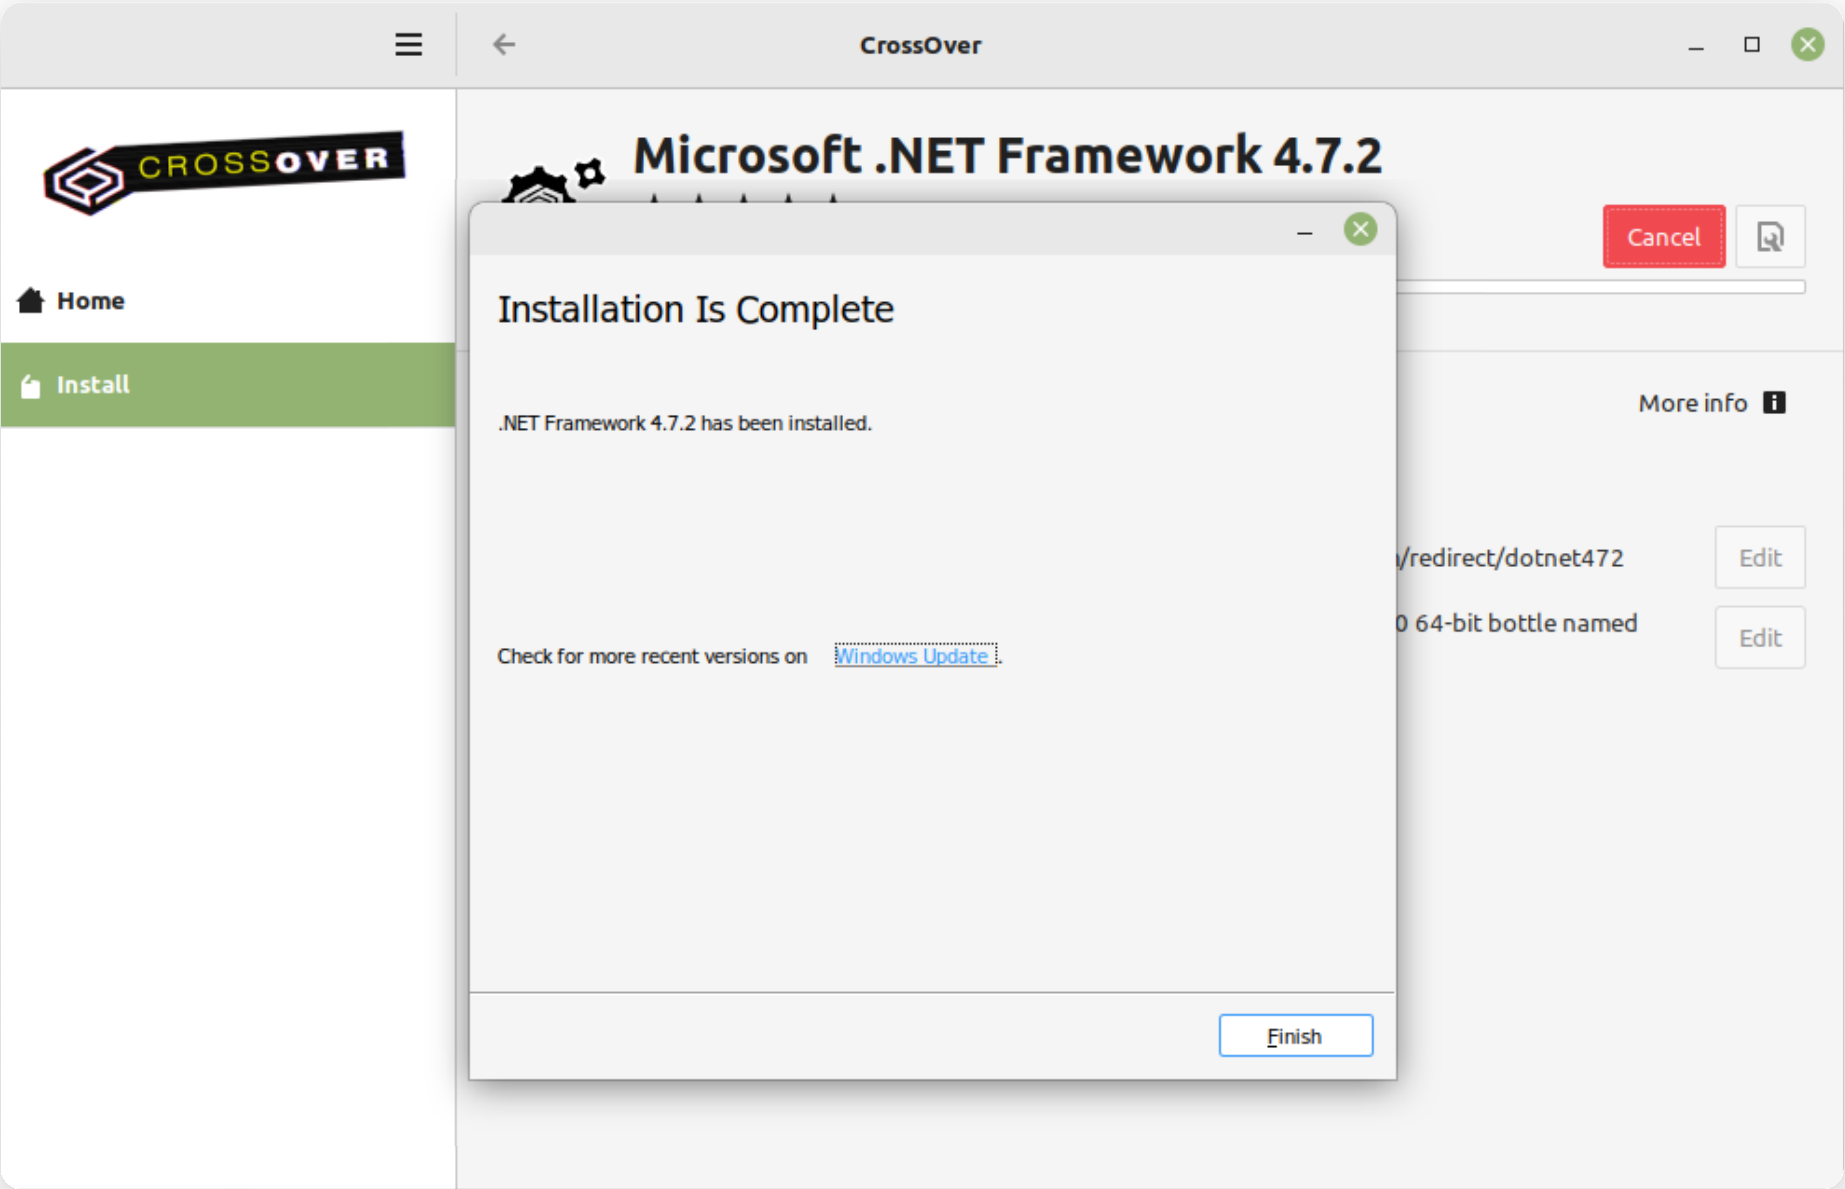 CrossOver
CROSSOVER
Microsoft .NET Framework 4.7.2
Cancel
Home
Install
Installation Is Complete
More info
.NET Framework 4.7.2 has been installed.
/redirect/dotnet472
Edit
0 64-bit bottle named
Edit
Check for more recent versions on Windows Update .
Finish